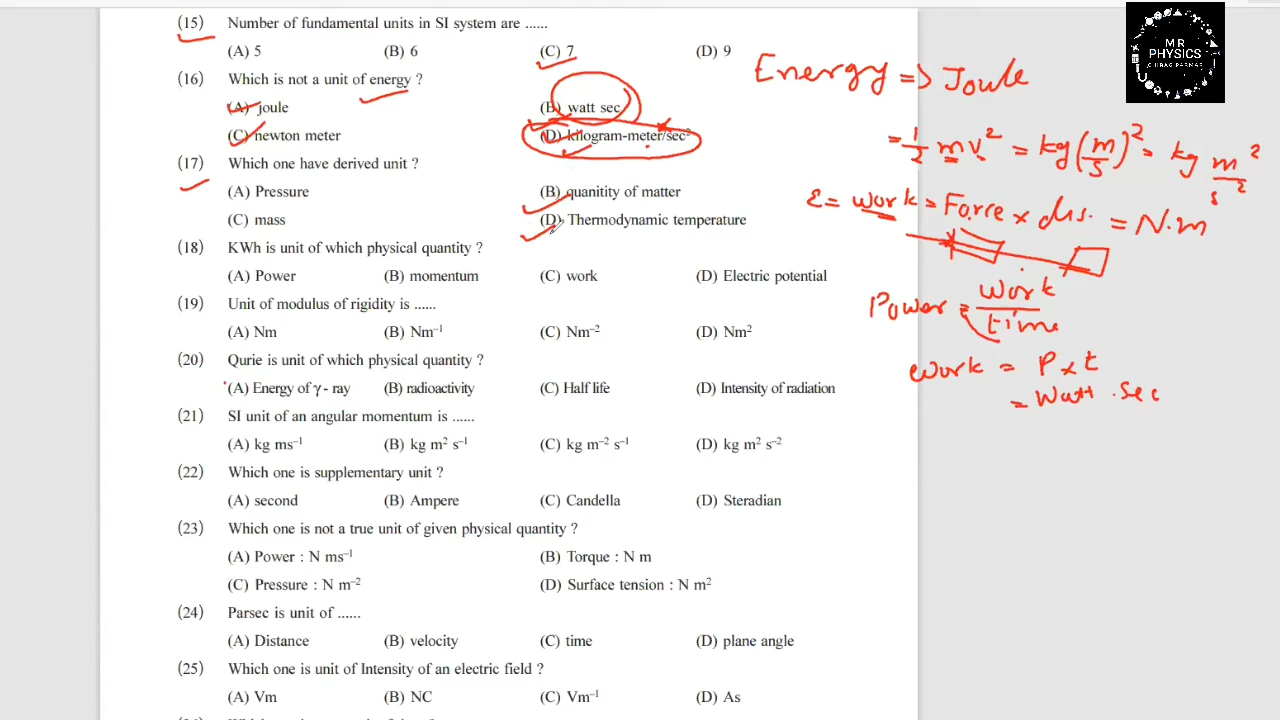 (15) Number of fundamental units in SI system are ......
(A) 5 (B) 6 (C) 7 (D) 9
(16) Which is not a unit of energy ?
(A) joule (B) watt sec
(C) newton meter (D) kilogram-meter/sec²
(17) Which one have derived unit ?
(A) Pressure (B) quanitity of matter
(C) mass (D) Thermodynamic temperature
(18) KWh is unit of which physical quantity ?
(A) Power (B) momentum (C) work (D) Electric potential
(19) Unit of modulus of rigidity is ......
(A) Nm (B) Nm⁻¹ (C) Nm⁻² (D) Nm²
(20) Qurie is unit of which physical quantity ?
(A) Energy of γ- ray (B) radioactivity (C) Half life (D) Intensity of radiation
(21) SI unit of an angular momentum is ......
(A) kg ms⁻¹ (B) kg m² s⁻¹ (C) kg m⁻² s⁻¹ (D) kg m² s⁻²
(22) Which one is supplementary unit ?
(A) second (B) Ampere (C) Candella (D) Steradian
(23) Which one is not a true unit of given physical quantity ?
(A) Power : N ms⁻¹ (B) Torque : N m
(C) Pressure : N m⁻² (D) Surface tension : N m²
(24) Parsec is unit of ......
(A) Distance (B) velocity (C) time (D) plane angle
(25) Which one is unit of Intensity of an electric field ?
(A) Vm (B) NC (C) Vm⁻¹ (D) As
MR
PHYSICS
CHIRAG PARMAR
Energy => Joule
= 1/2 mv² = kg(m/s)² = kg m²/s²
E = work = Force × dis. = N.m
Power = work/time
work = P × t
= Watt .Sec